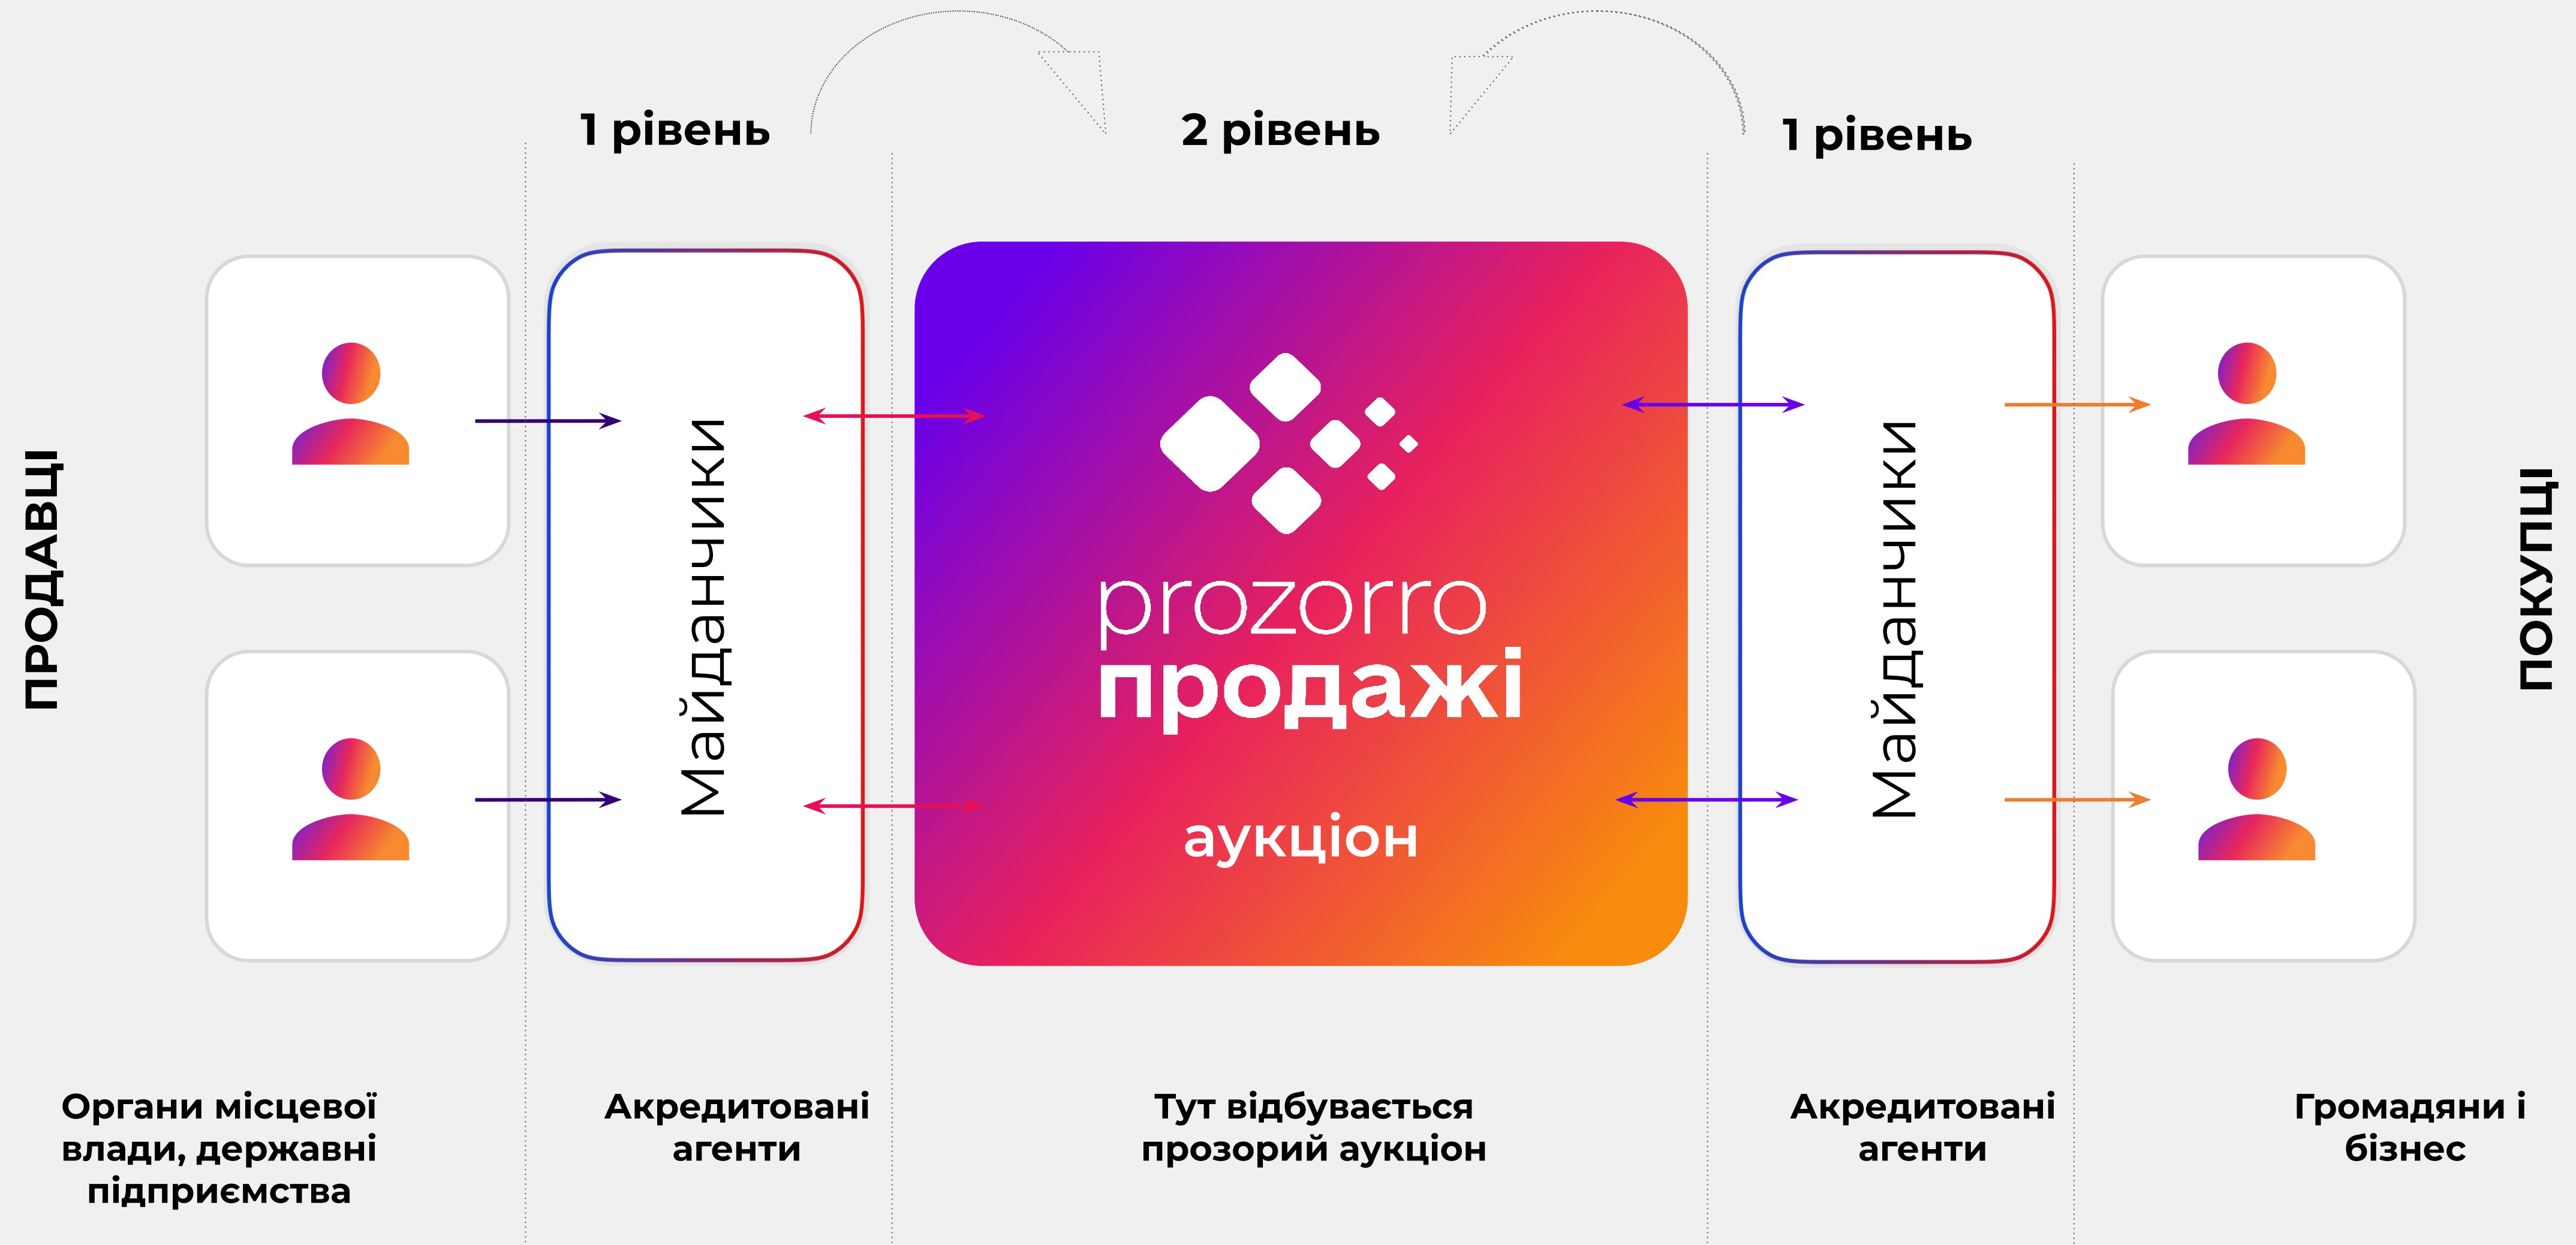 1 рівень
2 рівень
1 рівень
ПРОДАВЦІ
Майданчики
prozorro
продажі
аукціон
Майданчики
ПОКУПЦІ
Органи місцевої
влади, державні
підприємства
Акредитовані
агенти
Тут відбувається
прозорий аукціон
Акредитовані
агенти
Громадяни і
бізнес